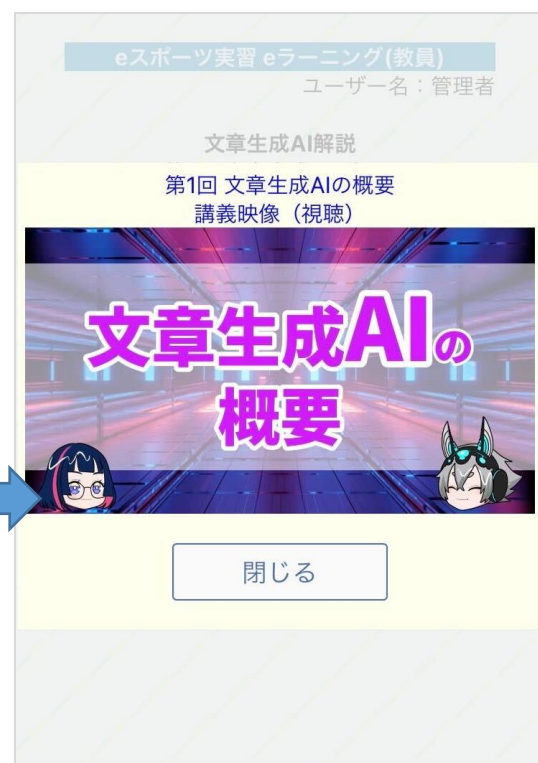 eスポーツ実習 eラーニング(教員)
ユーザー名：管理者
文章生成AI解説
第1回 文章生成AIの概要
講義映像（視聴）
文章生成AIの
概要
閉じる